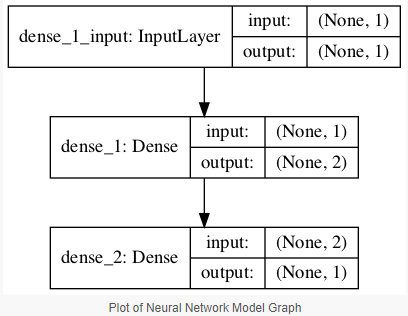 dense_1_input: InputLayer
input: (None, 1)
output: (None, 1)
dense_1: Dense
input: (None, 1)
output: (None, 2)
dense_2: Dense
input: (None, 2)
output: (None, 1)
Plot of Neural Network Model Graph